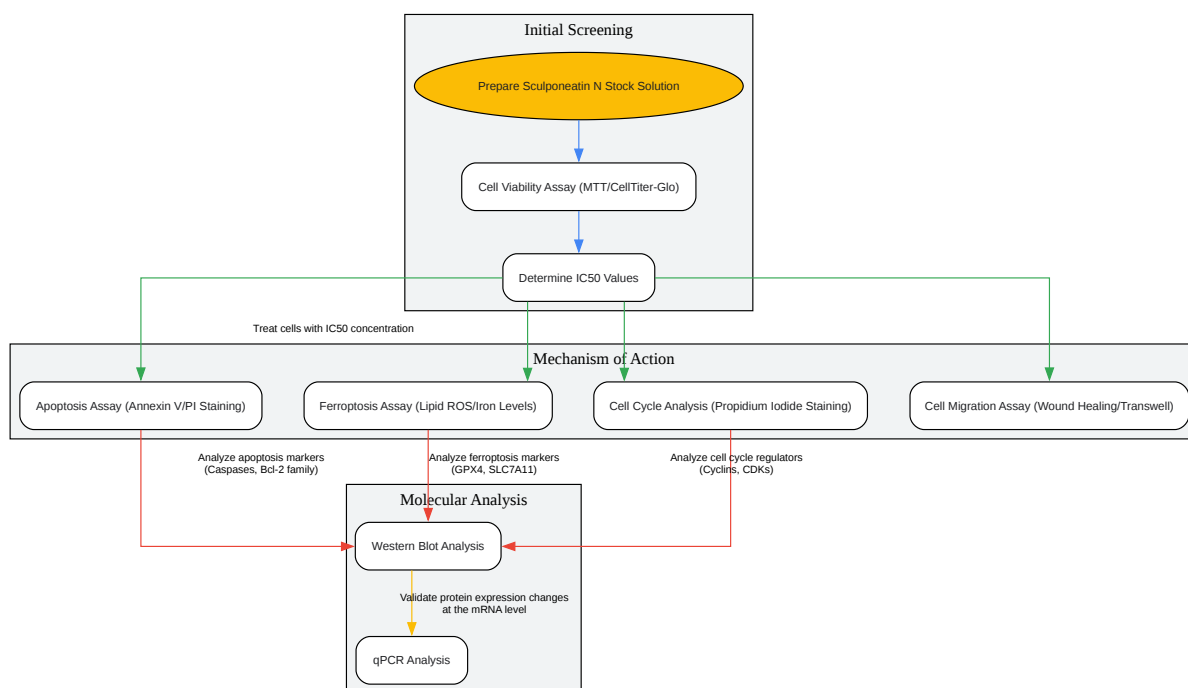 Initial Screening
Prepare Sculponeatin N Stock Solution
Cell Viability Assay (MTT/CellTiter-Glo)
Determine IC50 Values
Treat cells with IC50 concentration
Mechanism of Action
Apoptosis Assay (Annexin V/PI Staining)
Ferroptosis Assay (Lipid ROS/Iron Levels)
Cell Cycle Analysis (Propidium Iodide Staining)
Cell Migration Assay (Wound Healing/Transwell)
Analyze apoptosis markers
(Caspases, Bcl-2 family)
Analyze ferroptosis markers
(GPX4, SLC7A11)
Analyze cell cycle regulators
(Cyclins, CDKs)
Molecular Analysis
Western Blot Analysis
Validate protein expression changes
at the mRNA level
qPCR Analysis